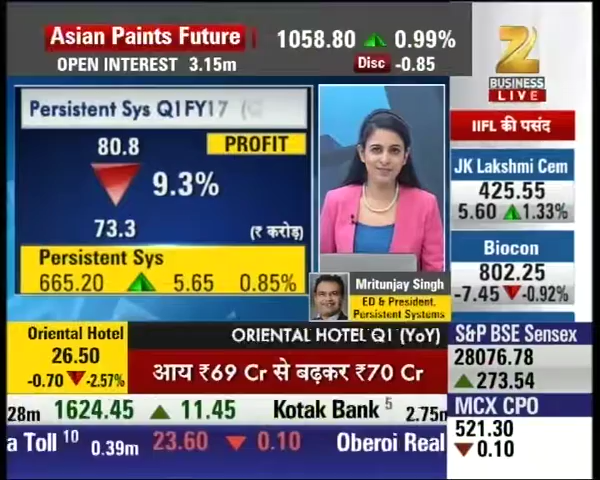 Asian Paints Future
1058.80 0.99%
OPEN INTEREST 3.15m
Disc -0.85
Z
BUSINESS
LIVE
Persistent Sys Q1FY17
80.8
PROFIT
9.3%
73.3
(₹ करोड़)
Persistent Sys
665.20 5.65 0.85%
Mritunjay Singh
ED & President,
Persistent Systems
IIFL की पसंद
JK Lakshmi Cem
425.55
5.60 1.33%
Biocon
802.25
-7.45 -0.92%
Oriental Hotel
26.50
-0.70 -2.57%
ORIENTAL HOTEL Q1 (YoY)
आय ₹69 Cr से बढ़कर ₹70 Cr
S&P BSE Sensex
28076.78
273.54
MCX CPO
521.30
0.10
28m 1624.45 11.45 Kotak Bank 5 2.75n
a Toll 10 0.39m 23.60 0.10 Oberoi Real